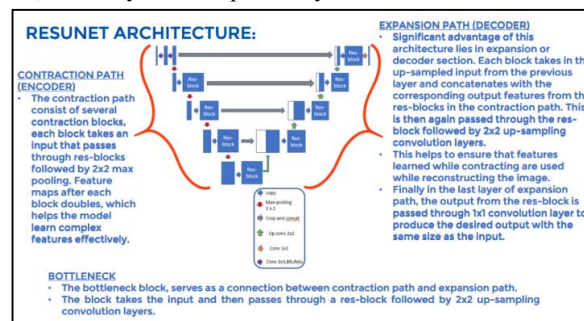 RESUNET ARCHITECTURE:
CONTRACTION PATH
(ENCODER)
• The contraction path
consist of several
contraction blocks,
each block takes an
input that passes
through res-blocks
followed by 2x2 max
pooling. Feature
maps after each
block doubles, which
helps the model
learn complex
features effectively.
Res-block
Res-block
Res-block
Res-block
Res-block
Res-block
Res-block
Res-block
copy
Max-pooling
2 x 2
Crop and concat
Up-conv 2x2
Conv 1x1
Conv 3x3,BN,Relu
EXPANSION PATH (DECODER)
• Significant advantage of this
architecture lies in expansion or
decoder section. Each block takes in the
up-sampled input from the previous
layer and concatenates with the
corresponding output features from the
res-blocks in the contraction path. This
is then again passed through the res-
block followed by 2x2 up-sampling
convolution layers.
• This helps to ensure that features
learned while contracting are used
while reconstructing the image.
• Finally in the last layer of expansion
path, the output from the res-block is
passed through 1x1 convolution layer to
produce the desired output with the
same size as the input.
BOTTLENECK
• The bottleneck block, serves as a connection between contraction path and expansion path.
• The block takes the input and then passes through a res-block followed by 2x2 up-sampling
convolution layers.